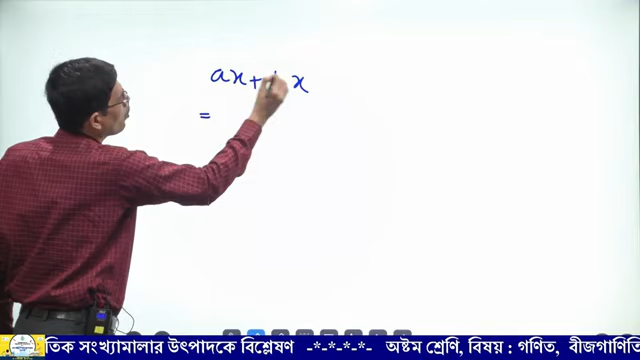 ax + x
=
তিক সংখ্যামালার উৎপাদকে বিশ্লেষণ -*-*-*-*- অষ্টম শ্রেণি, বিষয় : গণিত, বীজগাণিতি